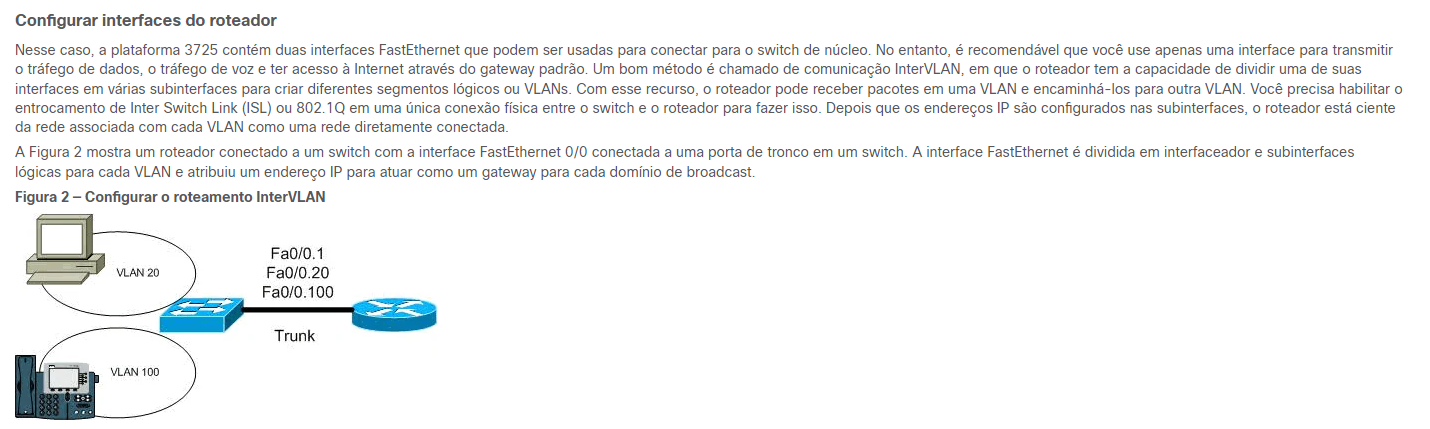 Configurar interfaces do roteador
Nesse caso, a plataforma 3725 contém duas interfaces FastEthernet que podem ser usadas para conectar para o switch de núcleo. No entanto, é recomendável que você use apenas uma interface para transmitir
o tráfego de dados, o tráfego de voz e ter acesso à Internet através do gateway padrão. Um bom método é chamado de comunicação InterVLAN, em que o roteador tem a capacidade de dividir uma de suas
interfaces em várias subinterfaces para criar diferentes segmentos lógicos ou VLANs. Com esse recurso, o roteador pode receber pacotes em uma VLAN e encaminhá-los para outra VLAN. Você precisa habilitar o
entrocamento de Inter Switch Link (ISL) ou 802.1Q em uma única conexão física entre o switch e o roteador para fazer isso. Depois que os endereços IP são configurados nas subinterfaces, o roteador está ciente
da rede associada com cada VLAN como uma rede diretamente conectada.
A Figura 2 mostra um roteador conectado a um switch com a interface FastEthernet 0/0 conectada a uma porta de tronco em um switch. A interface FastEthernet é dividida em interfaceador e subinterfaces
lógicas para cada VLAN e atribuiu um endereço IP para atuar como um gateway para cada domínio de broadcast.
Figura 2 – Configurar o roteamento InterVLAN
Fa0/0.1
VLAN 20
Fa0/0.20
Fa0/0.100
Trunk
VLAN 100